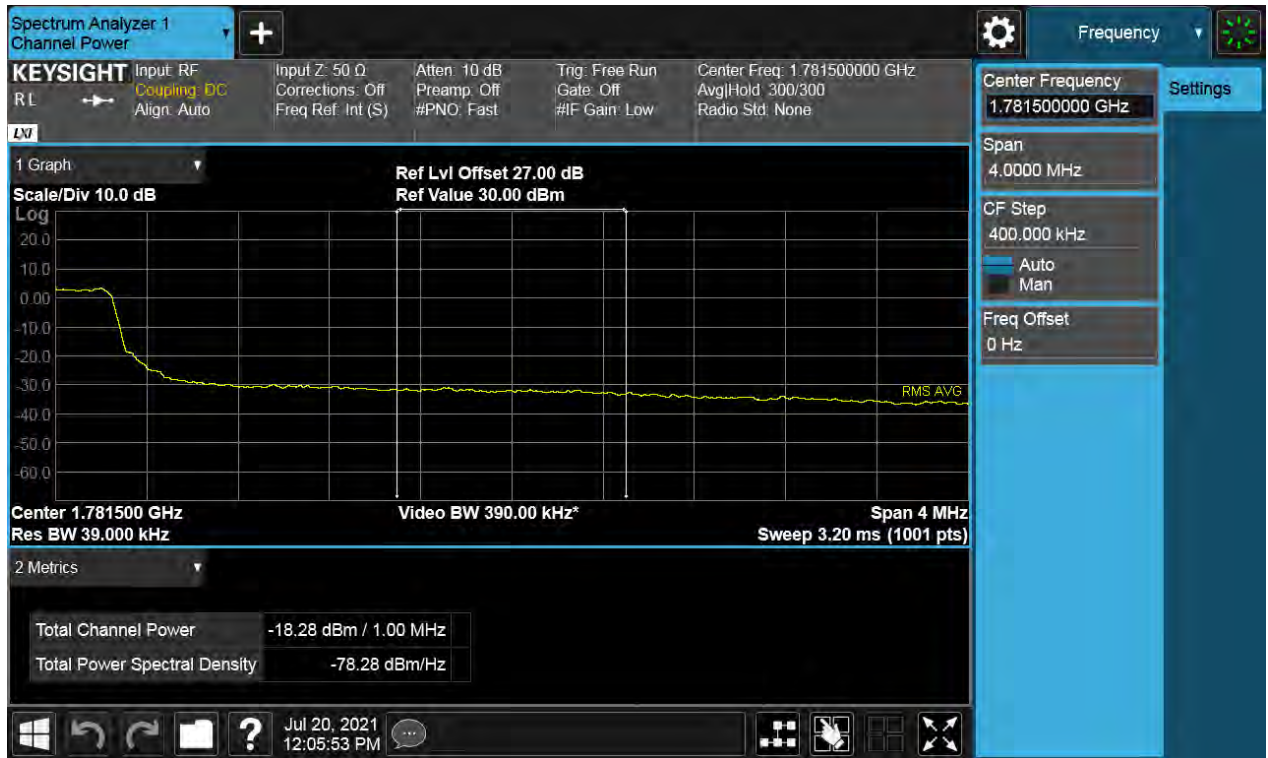 Spectrum Analyzer 1
Channel Power
+
Frequency
KEYSIGHT
RL
LXI
Input: RF
Coupling: DC
Align: Auto
Input Z: 50 Ω
Corrections: Off
Freq Ref: Int (S)
Atten: 10 dB
Preamp: Off
#PNO: Fast
Trig: Free Run
Gate: Off
#IF Gain: Low
Center Freq: 1.781500000 GHz
Avg|Hold: 300/300
Radio Std: None
1 Graph
Scale/Div 10.0 dB
Ref Lvl Offset 27.00 dB
Ref Value 30.00 dBm
Log
20.0
10.0
0.00
-10.0
-20.0
-30.0
-40.0
-50.0
-60.0
RMS AVG
Center 1.781500 GHz
Res BW 39.000 kHz
Video BW 390.00 kHz*
Span 4 MHz
Sweep 3.20 ms (1001 pts)
2 Metrics
Total Channel Power -18.28 dBm / 1.00 MHz
Total Power Spectral Density -78.28 dBm/Hz
?
Jul 20, 2021
12:05:53 PM
Center Frequency
1.781500000 GHz
Settings
Span
4.0000 MHz
CF Step
400.000 kHz
Auto
Man
Freq Offset
0 Hz